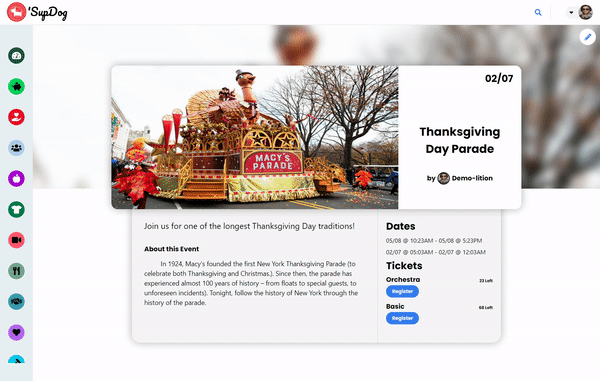 'SupDog
02/07
MACY'S
PARADE
Thanksgiving
Day Parade
by Demo-lition
Join us for one of the longest Thanksgiving Day traditions!
About this Event
In 1924, Macy's founded the first New York Thanksgiving Parade (to
celebrate both Thanksgiving and Christmas.). Since then, the parade has
experienced almost 100 years of history – from floats to special guests, to
unforeseen incidents). Tonight, follow the history of New York through the
history of the parade.
Dates
05/08 @ 10:23AM - 05/08 @ 5:23PM
02/07 @ 05:03AM - 02/07 @ 12:03AM
Tickets
Orchestra
23 Left
Register
Basic
68 Left
Register